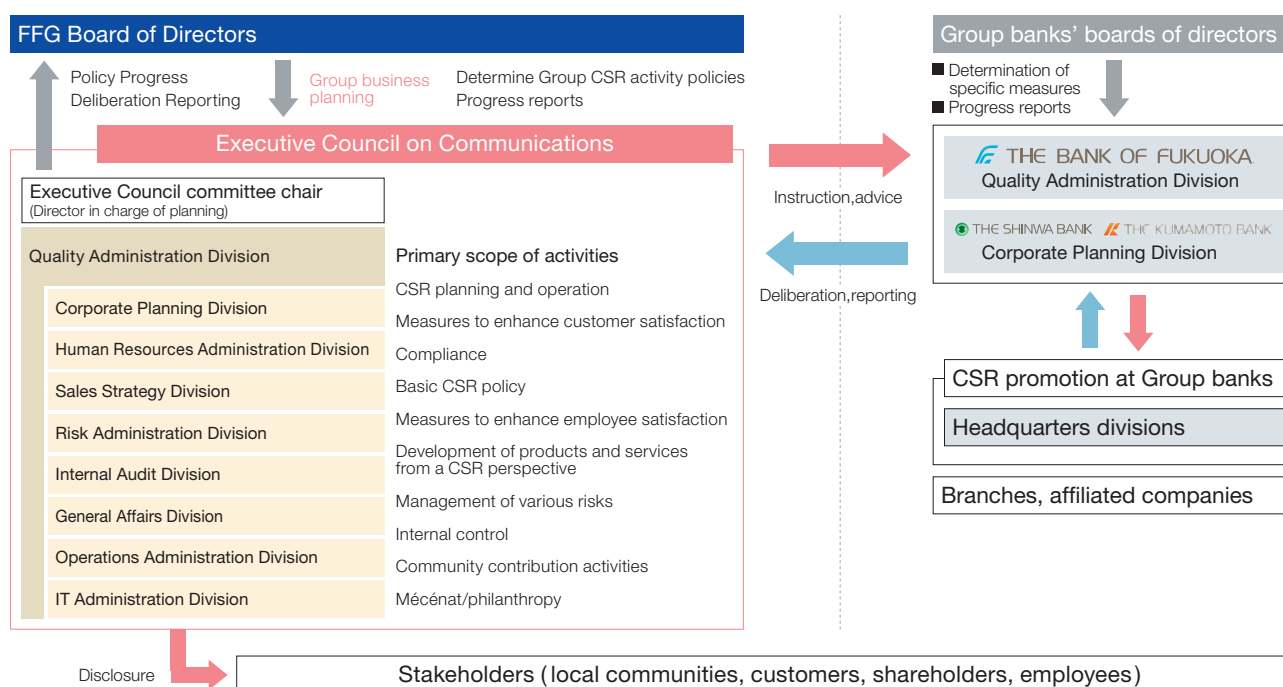 FFG Board of Directors
Policy Progress
Deliberation Reporting
Group business
planning
Determine Group CSR activity policies
Progress reports
Executive Council on Communications
Executive Council committee chair
(Director in charge of planning)
Quality Administration Division
Corporate Planning Division
Human Resources Administration Division
Sales Strategy Division
Risk Administration Division
Internal Audit Division
General Affairs Division
Operations Administration Division
IT Administration Division
Primary scope of activities
CSR planning and operation
Measures to enhance customer satisfaction
Compliance
Basic CSR policy
Measures to enhance employee satisfaction
Development of products and services
from a CSR perspective
Management of various risks
Internal control
Community contribution activities
Mécénat/philanthropy
Instruction,advice
Deliberation,reporting
Group banks' boards of directors
■ Determination of
specific measures
■ Progress reports
THE BANK OF FUKUOKA
Quality Administration Division
THE SHINWA BANK THE KUMAMOTO BANK
Corporate Planning Division
CSR promotion at Group banks
Headquarters divisions
Branches, affiliated companies
Disclosure
Stakeholders (local communities, customers, shareholders, employees)